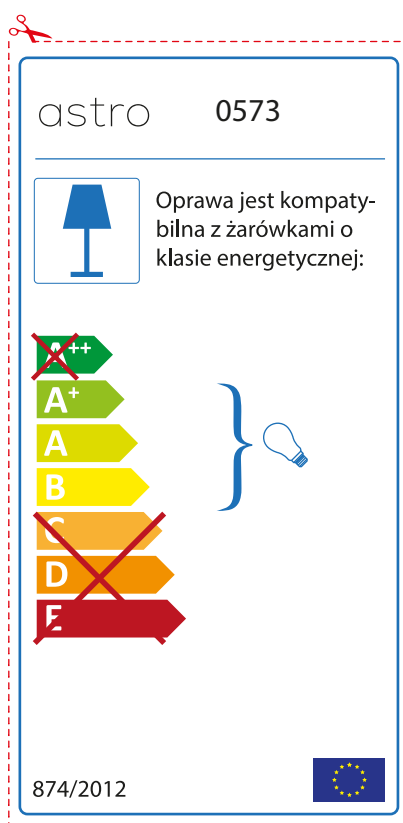 astro 0573
Oprawa jest kompaty-
bilna z żarówkami o
klasie energetycznej:
A++
A+
A
B
C
D
E
874/2012